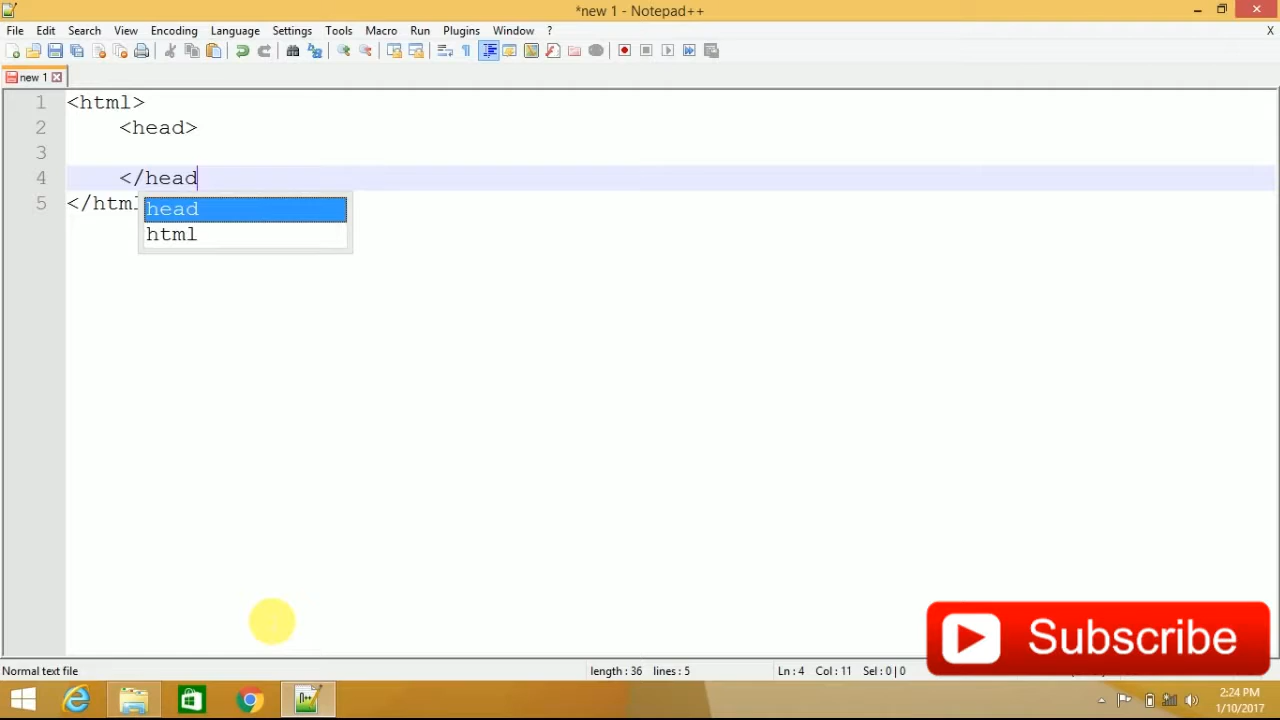 *new 1 - Notepad++
File Edit Search View Encoding Language Settings Tools Macro Run Plugins Window ? X
new 1
1 <html>
2 <head>
3
4 </head
5 </html
head
html
Subscribe
Normal text file length : 36 lines : 5 Ln : 4 Col : 11 Sel : 0 | 0
2:24 PM
1/10/2017